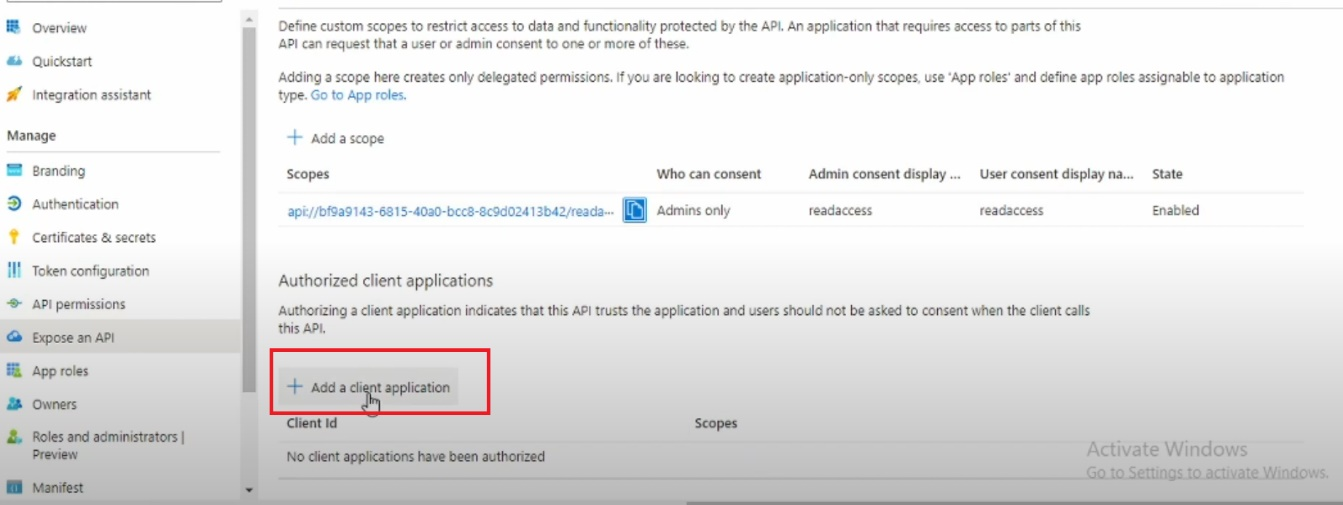 Overview
Quickstart
Integration assistant
Manage
Branding
Authentication
Certificates & secrets
Token configuration
API permissions
Expose an API
App roles
Owners
Roles and administrators |
Preview
Manifest
Define custom scopes to restrict access to data and functionality protected by the API. An application that requires access to parts of this
API can request that a user or admin consent to one or more of these.
Adding a scope here creates only delegated permissions. If you are looking to create application-only scopes, use 'App roles' and define app roles assignable to application
type. Go to App roles.
Add a scope
Scopes Who can consent Admin consent display ... User consent display na... State
api://bf9a9143-6815-40a0-bcc8-8c9d02413b42/reada... Admins only readaccess readaccess Enabled
Authorized client applications
Authorizing a client application indicates that this API trusts the application and users should not be asked to consent when the client calls
this API.
Add a client application
Client Id Scopes
No client applications have been authorized
Activate Windows
Go to Settings to activate Windows.